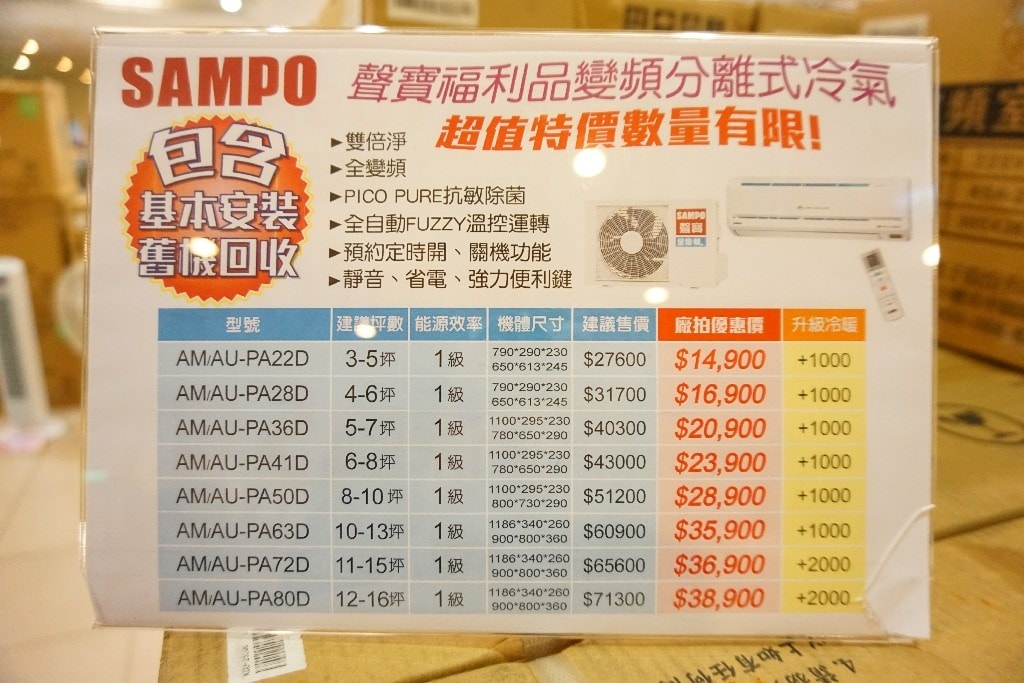 SAMPO 聲寶福利品變頻分離式冷氣
超值特價數量有限!
包含
基本安裝
舊機回收
►雙倍淨
►全變頻
►PICO PURE抗敏除菌
►全自動FUZZY溫控運轉
►預約定時開、關機功能
►靜音、省電、強力便利鍵
SAMPO
聲寶
型號 建議坪數 能源效率 機體尺寸 建議售價 廠拍優惠價 升級冷暖
AM/AU-PA22D 3-5坪 1級 790*290*230 650*613*245 $27600 $14,900 +1000
AM/AU-PA28D 4-6坪 1級 790*290*230 650*613*245 $31700 $16,900 +1000
AM/AU-PA36D 5-7坪 1級 1100*295*230 780*650*290 $40300 $20,900 +1000
AM/AU-PA41D 6-8坪 1級 1100*295*230 780*650*290 $43000 $23,900 +1000
AM/AU-PA50D 8-10坪 1級 1100*295*230 800*730*290 $51200 $28,900 +1000
AM/AU-PA63D 10-13坪 1級 1186*340*260 900*800*360 $60900 $35,900 +1000
AM/AU-PA72D 11-15坪 1級 1186*340*260 900*800*360 $65600 $36,900 +2000
AM/AU-PA80D 12-16坪 1級 1186*340*260 900*800*360 $71300 $38,900 +2000
頻室
以上如有任何
4.請